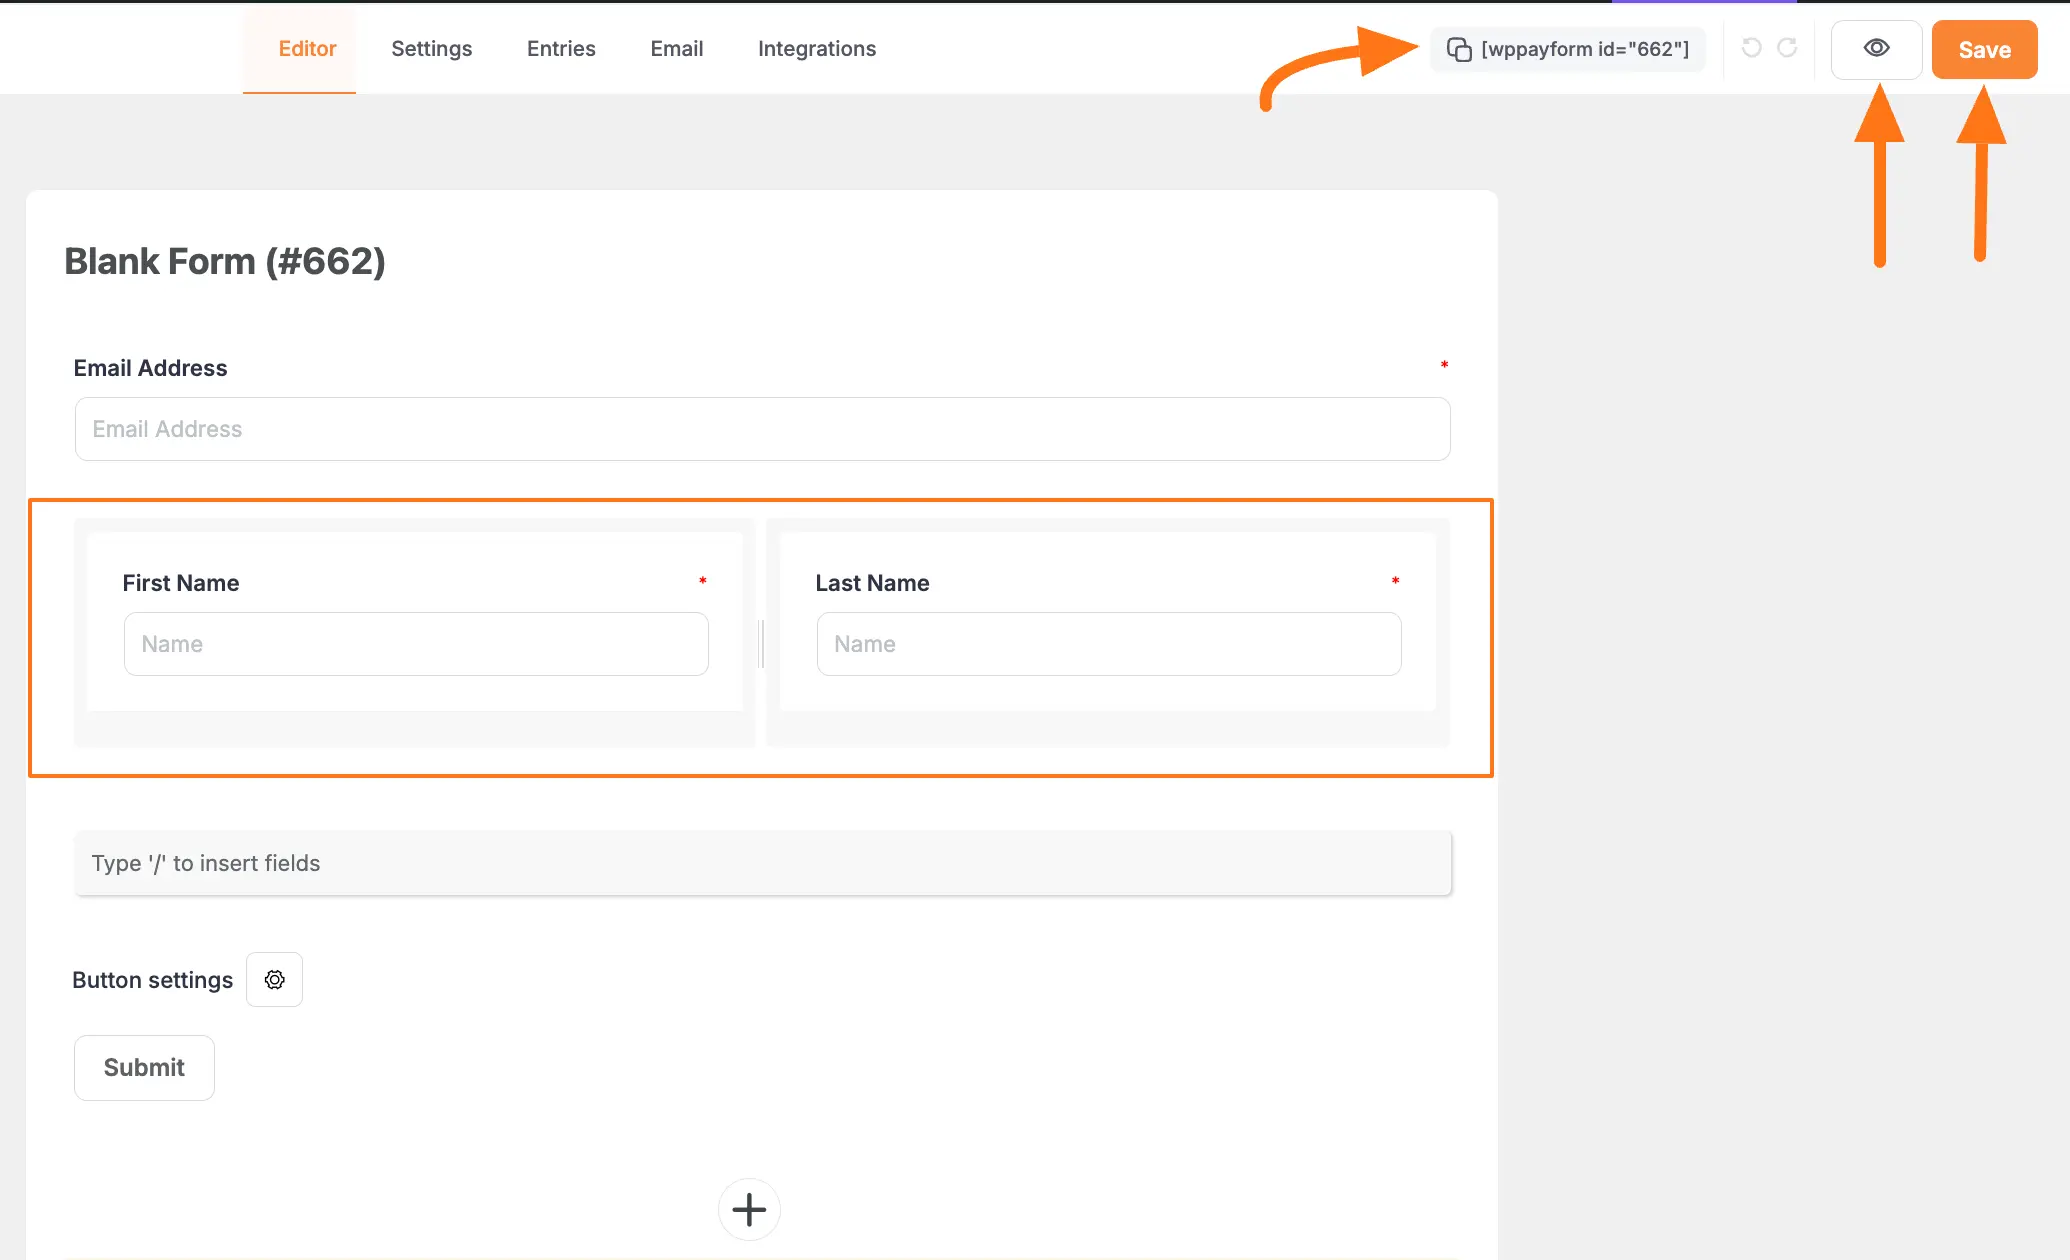 Editor Settings Entries Email Integrations [wppayform id="662"] Save
Blank Form (#662)
Email Address *
Email Address
First Name * Last Name *
Name Name
Type '/' to insert fields
Button settings
Submit